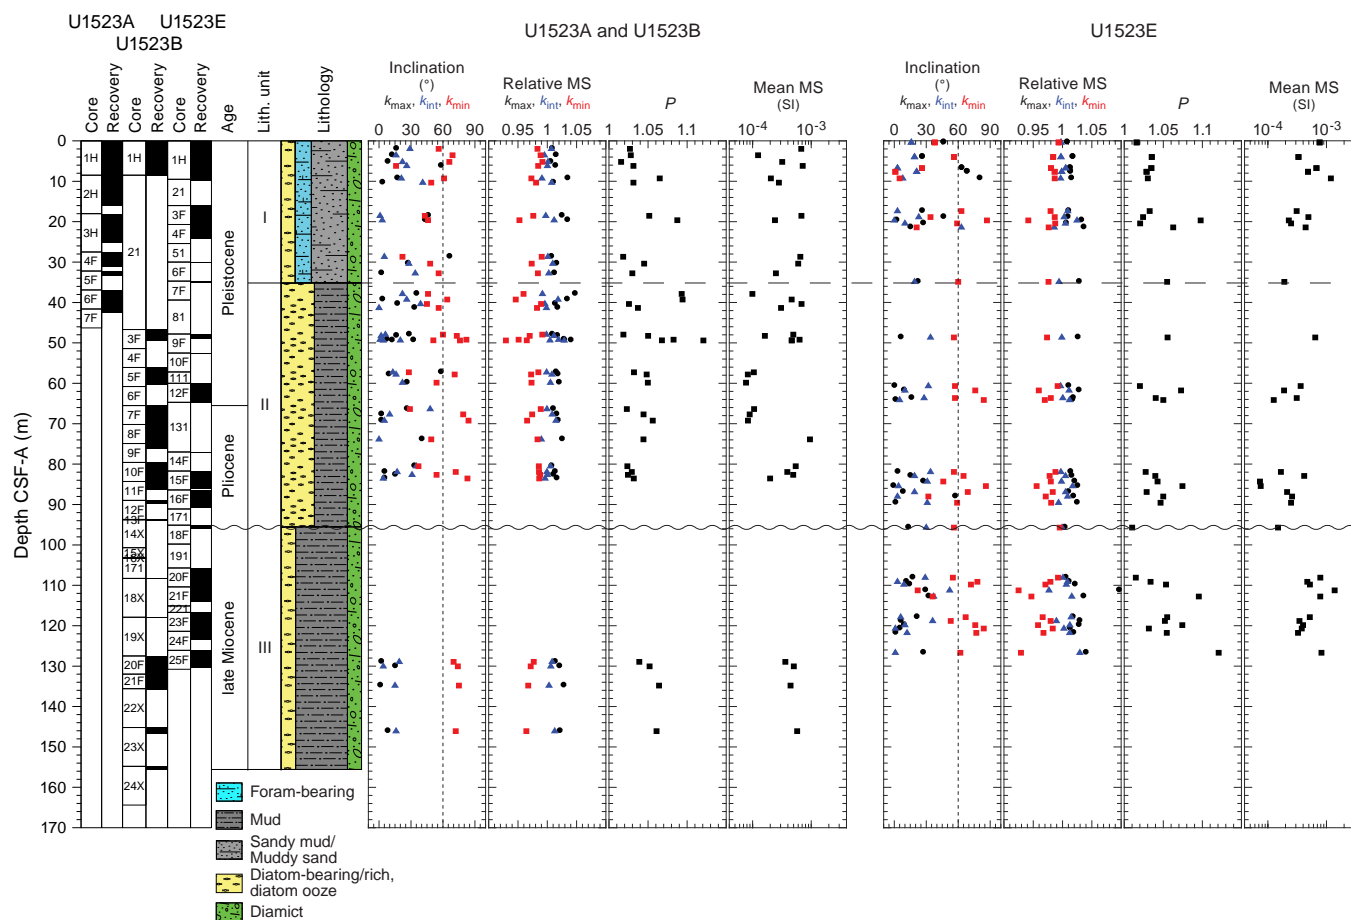 U1523A
U1523B
U1523E
U1523A and U1523B
U1523E
Core
Recovery
Core
Recovery
Core
Recovery
Age
Lith. unit
Lithology
Inclination
(°)
kmax, kint, kmin
Relative MS
kmax, kint, kmin
P
Mean MS
(SI)
Inclination
(°)
kmax, kint, kmin
Relative MS
kmax, kint, kmin
P
Mean MS
(SI)
0 30 60 90
0.95 1 1.05
1 1.05 1.1
10-4 10-3
0 30 60 90
0.95 1 1.05
1 1.05 1.1
10-4 10-3
Depth CSF-A (m)
0
10
20
30
40
50
60
70
80
90
100
110
120
130
140
150
160
170
1H
2H
3H
4F
5F
6F
7F
1H
21
3F
4F
5F
6F
7F
8F
9F
10F
11F
12F
13F
14X
15X
16X
171
18X
19X
20F
21F
22X
23X
24X
1H
21
3F
4F
51
6F
7F
81
9F
10F
111
12F
131
14F
15F
16F
171
18F
191
20F
21F
221
23F
24F
25F
Pleistocene
Pliocene
late Miocene
I
II
III
Foram-bearing
Mud
Sandy mud/
Muddy sand
Diatom-bearing/rich,
diatom ooze
Diamict